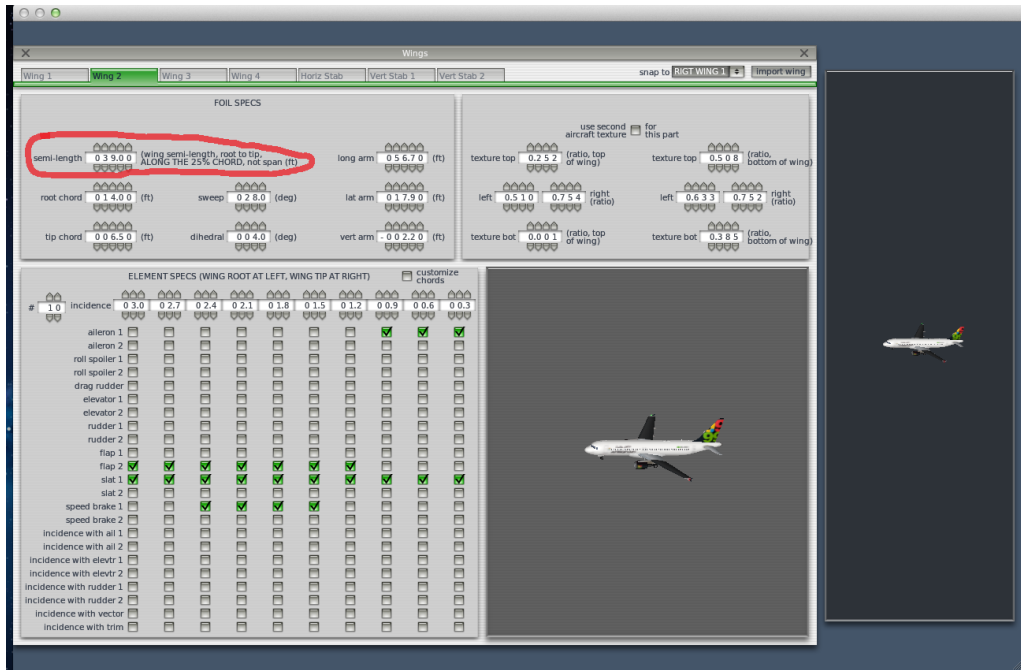 Wings
Wing 1 Wing 2 Wing 3 Wing 4 Horiz Stab Vert Stab 1 Vert Stab 2 snap to RIGT WING 1 import wing
FOIL SPECS
semi-length 0 3 9.0 0 (wing semi-length, root to tip,
ALONG THE 25% CHORD, not span (ft)
long arm 0 5 6.7 0 (ft)
root chord 0 1 4.0 0 (ft) sweep 0 2 8.0 (deg) lat arm 0 1 7.9 0 (ft)
tip chord 0 0 6.5 0 (ft) dihedral 0 0 4.0 (deg) vert arm - 0 0 2.2 0 (ft)
use second for
aircraft texture this part
texture top 0.2 5 2 (ratio, top
of wing)
texture top 0.5 0 8 (ratio,
bottom of wing)
left 0.5 1 0 0.7 5 4 right
(ratio)
left 0.6 3 3 0.7 5 2 right
(ratio)
texture bot 0.0 0 1 (ratio, top
of wing)
texture bot 0.3 8 5 (ratio,
bottom of wing)
ELEMENT SPECS (WING ROOT AT LEFT, WING TIP AT RIGHT) customize
chords
# 1 0 incidence 0 3.0 0 2.7 0 2.4 0 2.1 0 1.8 0 1.5 0 1.2 0 0.9 0 0.6 0 0.3
aileron 1
aileron 2
roll spoiler 1
roll spoiler 2
drag rudder
elevator 1
elevator 2
rudder 1
rudder 2
flap 1
flap 2
slat 1
slat 2
speed brake 1
speed brake 2
incidence with ail 1
incidence with ail 2
incidence with elevtr 1
incidence with elevtr 2
incidence with rudder 1
incidence with rudder 2
incidence with vector
incidence with trim